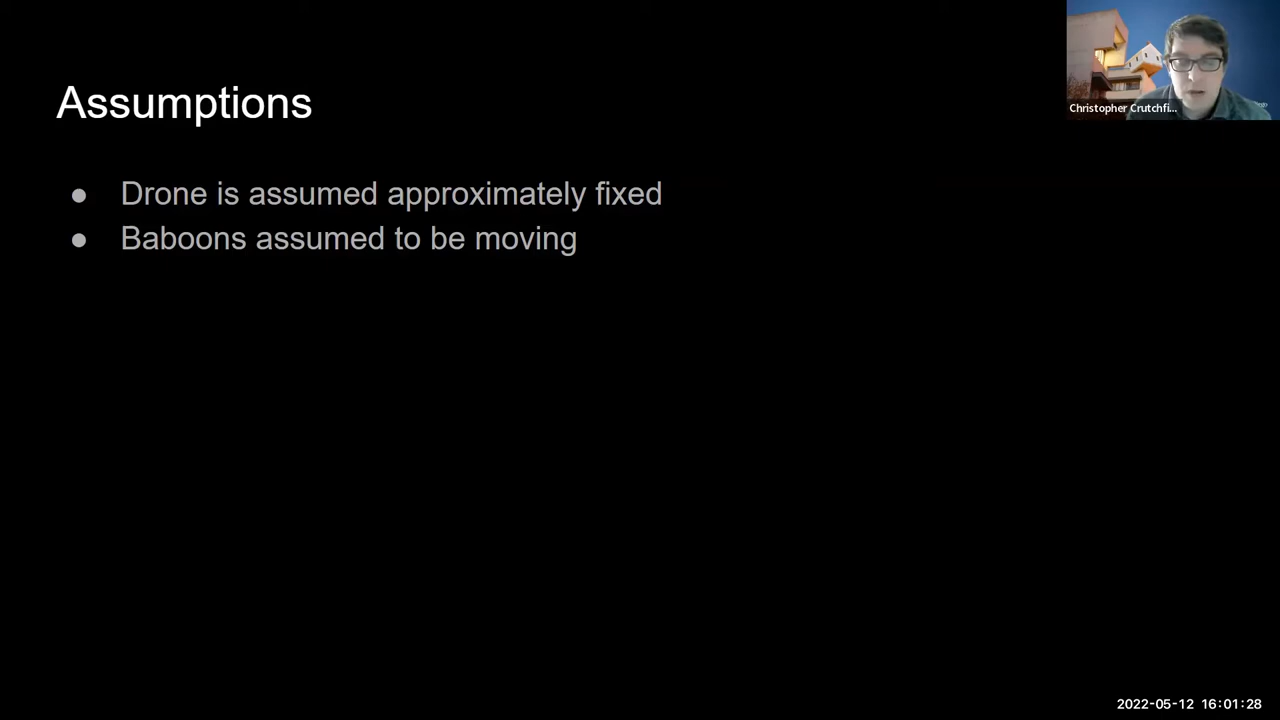 Assumptions
● Drone is assumed approximately fixed
● Baboons assumed to be moving
Christopher Crutchfi...
2022-05-12 16:01:28